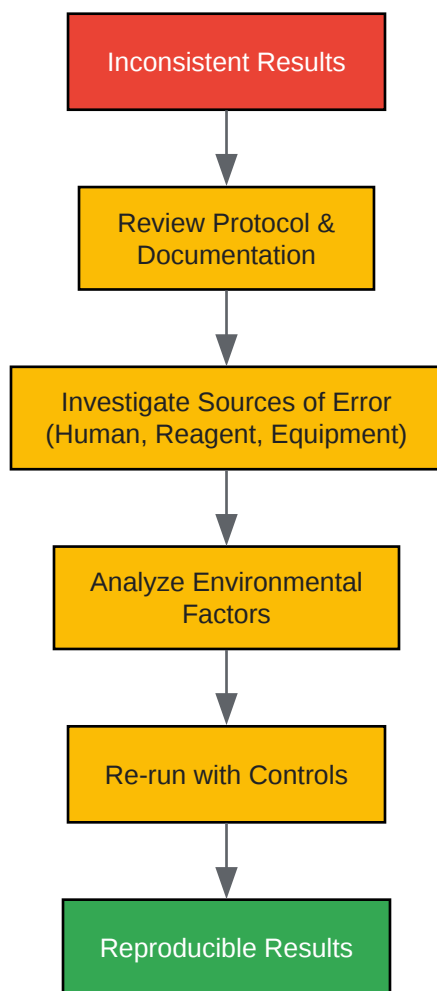 Inconsistent Results
Review Protocol &
Documentation
Investigate Sources of Error
(Human, Reagent, Equipment)
Analyze Environmental
Factors
Re-run with Controls
Reproducible Results